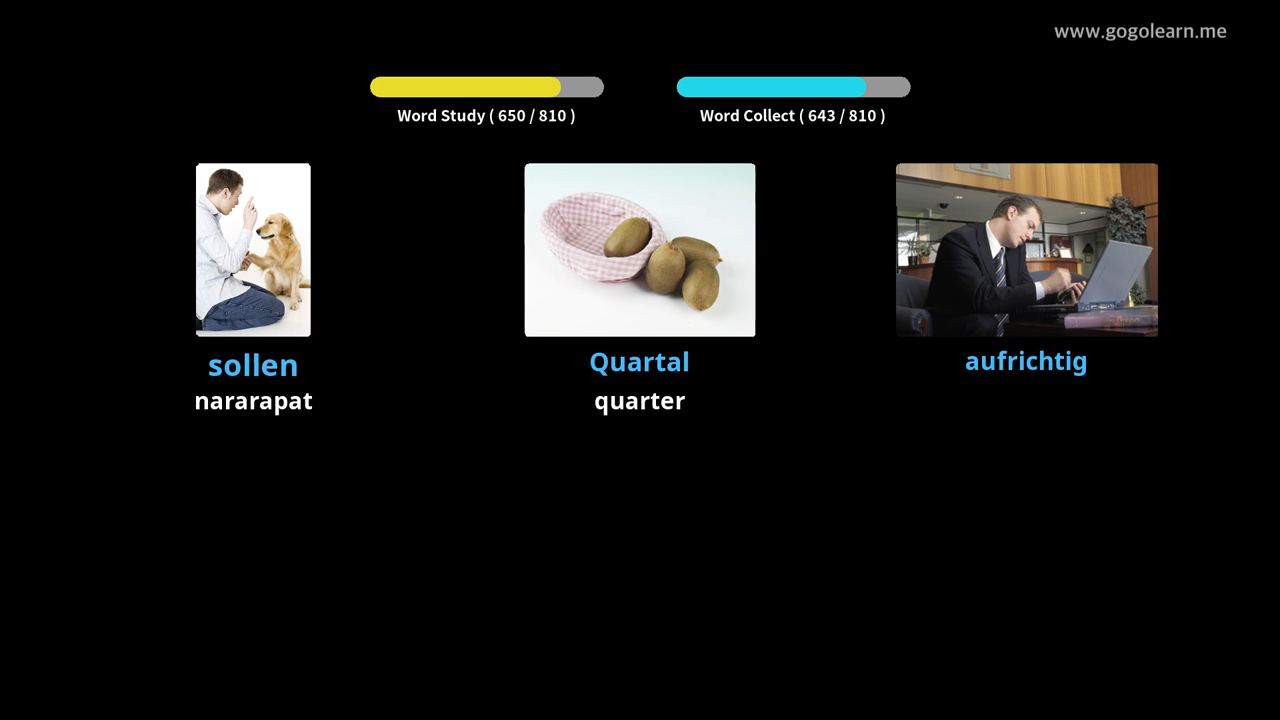 www.gogolearn.me
Word Study ( 650 / 810 )
Word Collect ( 643 / 810 )
sollen
nararapat
Quartal
quarter
aufrichtig